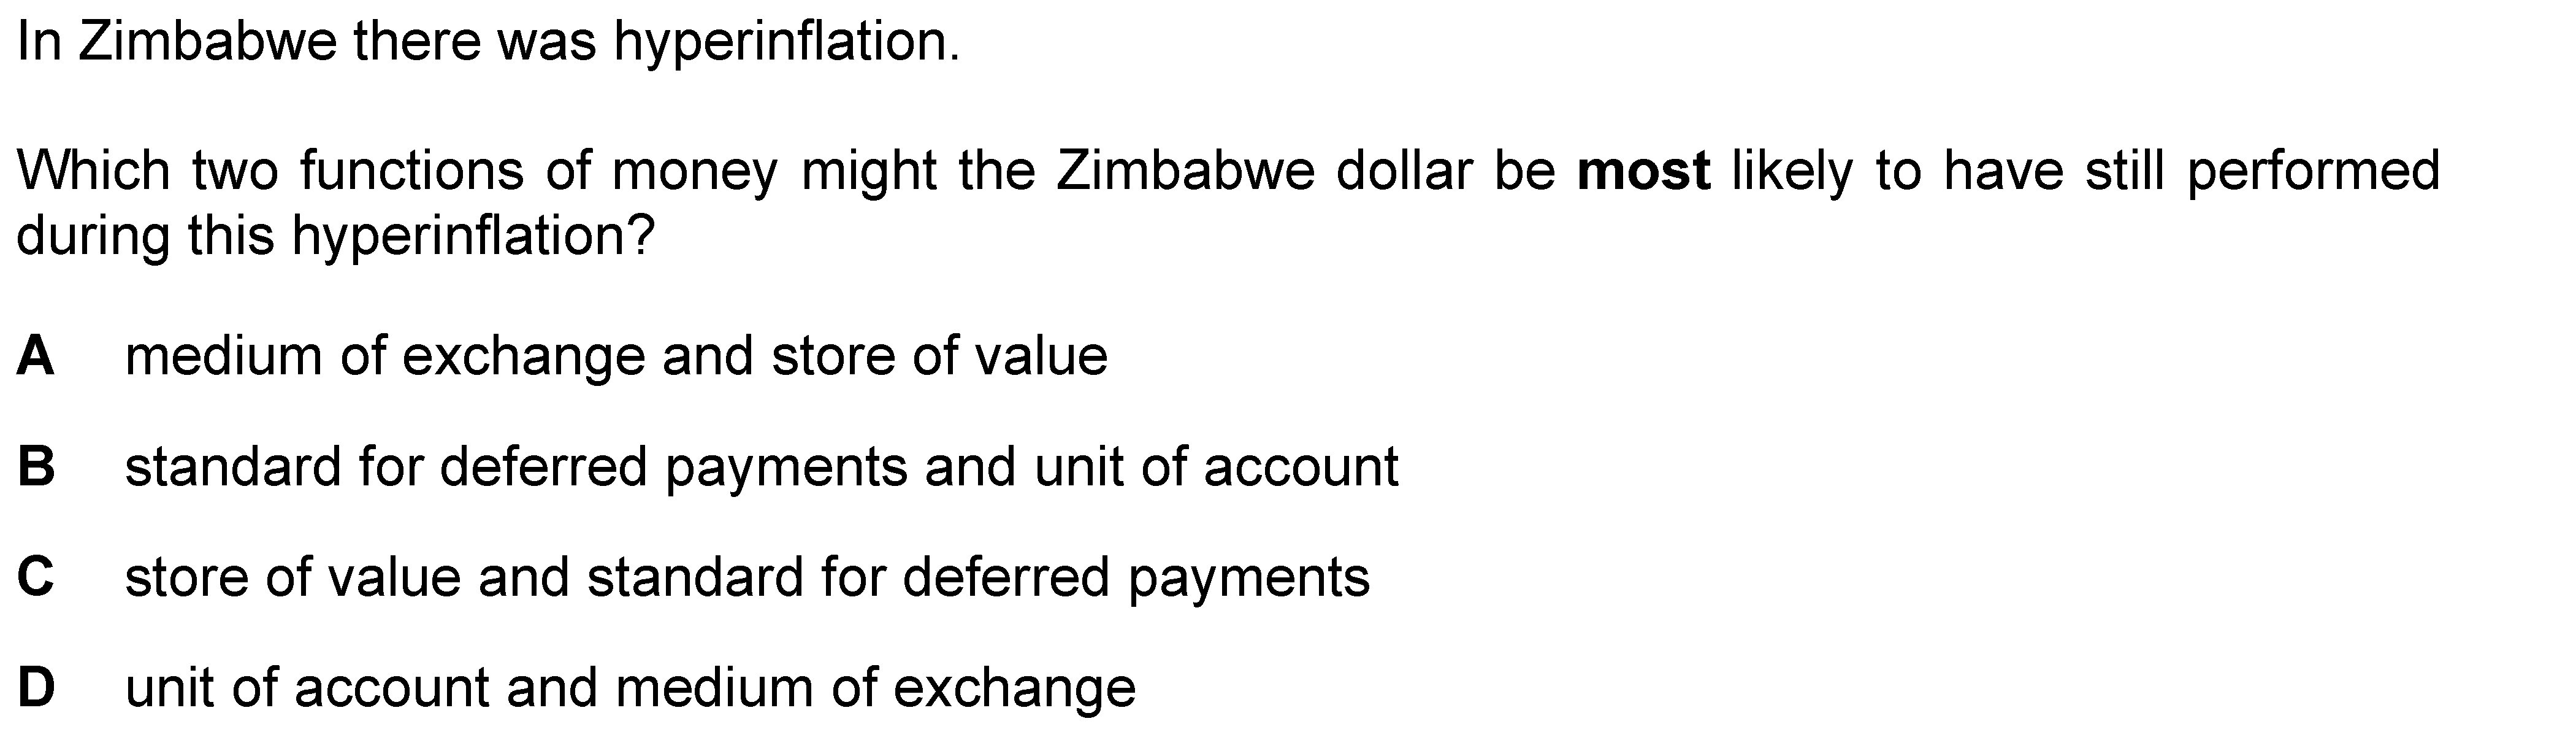 In Zimbabwe there was hyperinflation.
Which two functions of money might the Zimbabwe dollar be most likely to have still performed
during this hyperinflation?
A medium of exchange and store of value
B standard for deferred payments and unit of account
C store of value and standard for deferred payments
D unit of account and medium of exchange